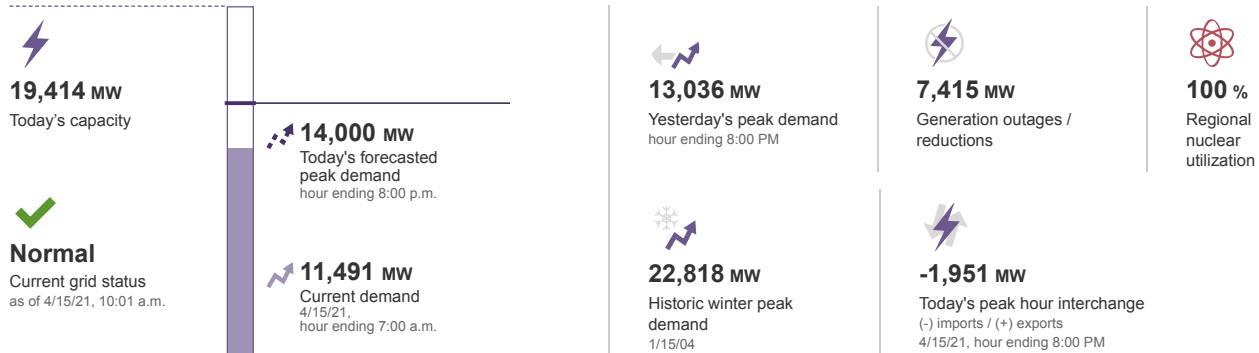 19,414 MW
Today's capacity
Normal
Current grid status
as of 4/15/21, 10:01 a.m.
14,000 MW
Today's forecasted
peak demand
hour ending 8:00 p.m.
11,491 MW
Current demand
4/15/21,
hour ending 7:00 a.m.
13,036 MW
Yesterday's peak demand
hour ending 8:00 PM
7,415 MW
Generation outages /
reductions
100 %
Regional
nuclear
utilization
22,818 MW
Historic winter peak
demand
1/15/04
-1,951 MW
Today's peak hour interchange
(-) imports / (+) exports
4/15/21, hour ending 8:00 PM